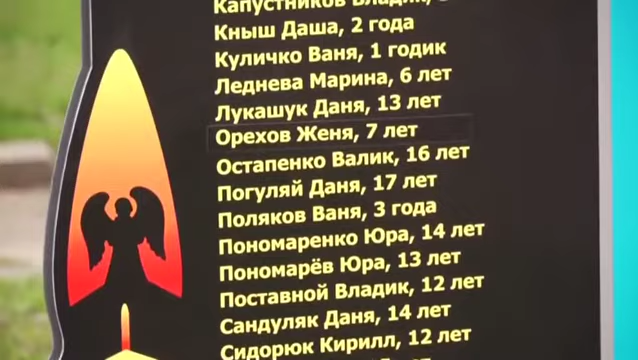 Капустников Владик,
Кныш Даша, 2 года
Куличко Ваня, 1 годик
Леднева Марина, 6 лет
Лукашук Даня, 13 лет
Орехов Женя, 7 лет
Остапенко Валик, 16 лет
Погуляй Даня, 17 лет
Поляков Ваня, 3 года
Пономаренко Юра, 14 лет
Пономарёв Юра, 13 лет
Поставной Владик, 12 лет
Сандуляк Даня, 14 лет
Сидорюк Кирилл, 12 лет